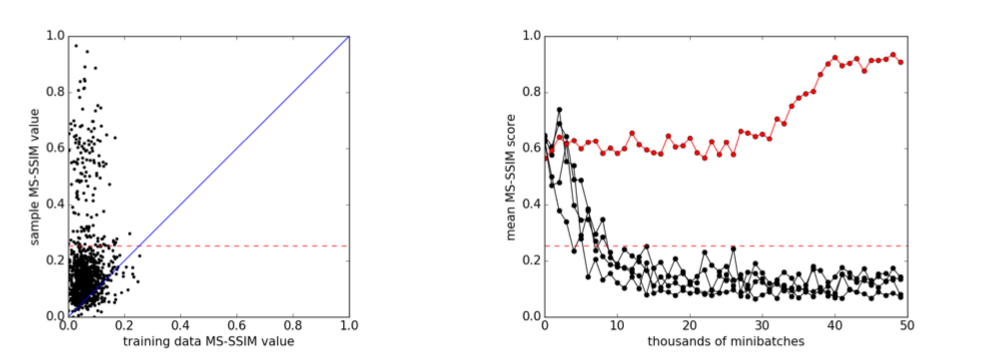 1.0
0.8
0.6
0.4
0.2
0.0
sample MS-SSIM value
0.0 0.2 0.4 0.6 0.8 1.0
training data MS-SSIM value
1.0
0.8
0.6
0.4
0.2
0.0
mean MS-SSIM score
0 10 20 30 40 50
thousands of minibatches